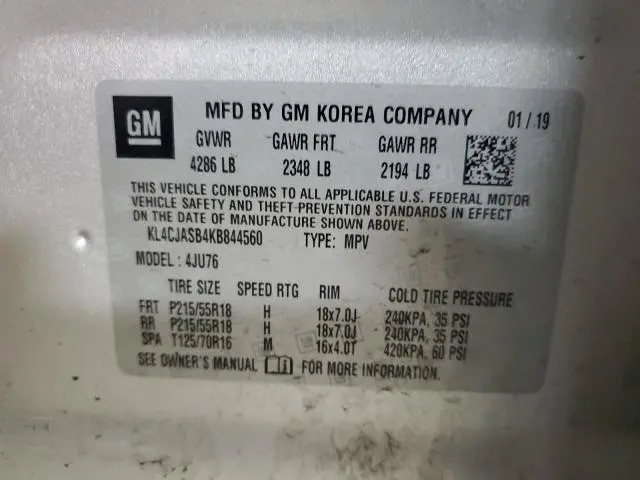 GM MFD BY GM KOREA COMPANY 01/19
GVWR GAWR FRT GAWR RR
4286 LB 2348 LB 2194 LB
THIS VEHICLE CONFORMS TO ALL APPLICABLE U.S. FEDERAL MOTOR
VEHICLE SAFETY AND THEFT PREVENTION STANDARDS IN EFFECT
ON THE DATE OF MANUFACTURE SHOWN ABOVE.
KL4CJASB4KB844560 TYPE: MPV
MODEL: 4JU76
TIRE SIZE SPEED RTG RIM COLD TIRE PRESSURE
FRT P215/55R18 H 18x7.0J 240KPA, 35 PSI
RR P215/55R18 H 18x7.0J 240KPA, 35 PSI
SPA T125/70R16 M 16x4.0T 420KPA, 60 PSI
SEE OWNER'S MANUAL FOR MORE INFORMATION.